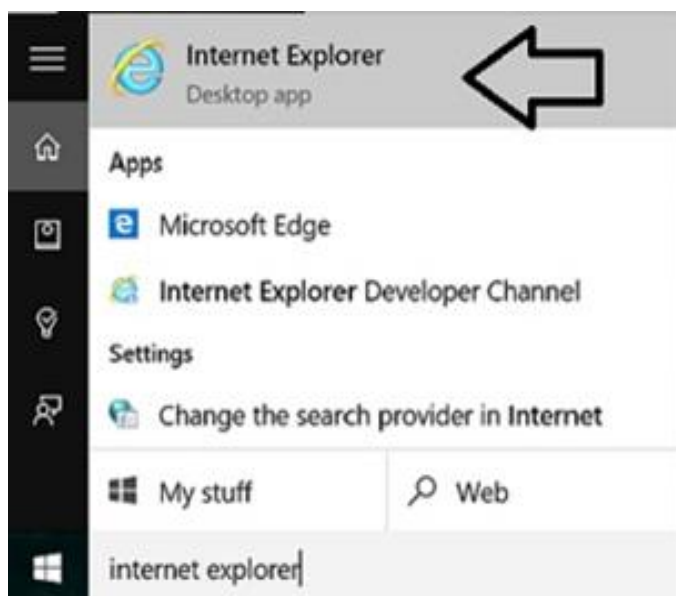 Internet Explorer
Desktop app
Apps
Microsoft Edge
Internet Explorer Developer Channel
Settings
Change the search provider in Internet
My stuff
Web
internet explorer